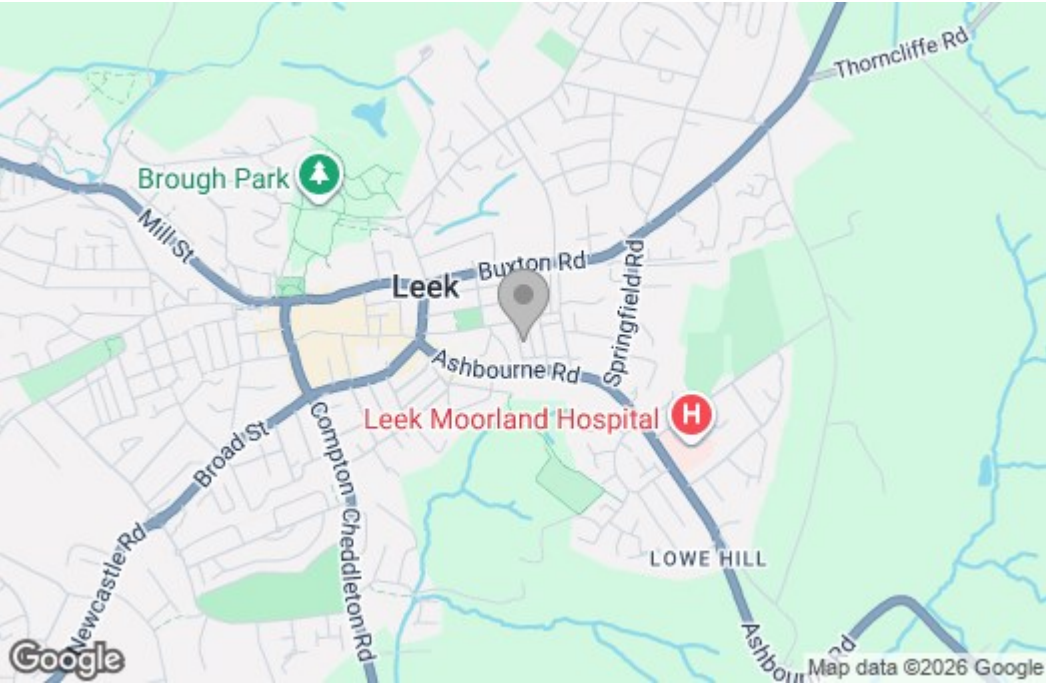 Thorncliffe Rd
Brough Park
Mill St
Buxton Rd
Leek
Springfield Rd
Ashbourne Rd
Leek Moorland Hospital
H
Compton
Broad St
Cheddleton Rd
Newcastle Rd
LOWE HILL
Ashbourne Rd
Google
Map data ©2026 Google